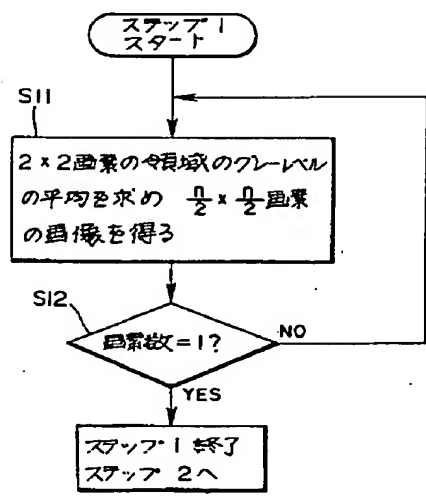 ステップ 1
スタート
S11
2×2画素の領域のグレーレベル
の平均を求め n/2 × n/2画素
の画像を得る
S12
画素数=1?
NO
YES
ステップ 1 終了
ステップ 2へ